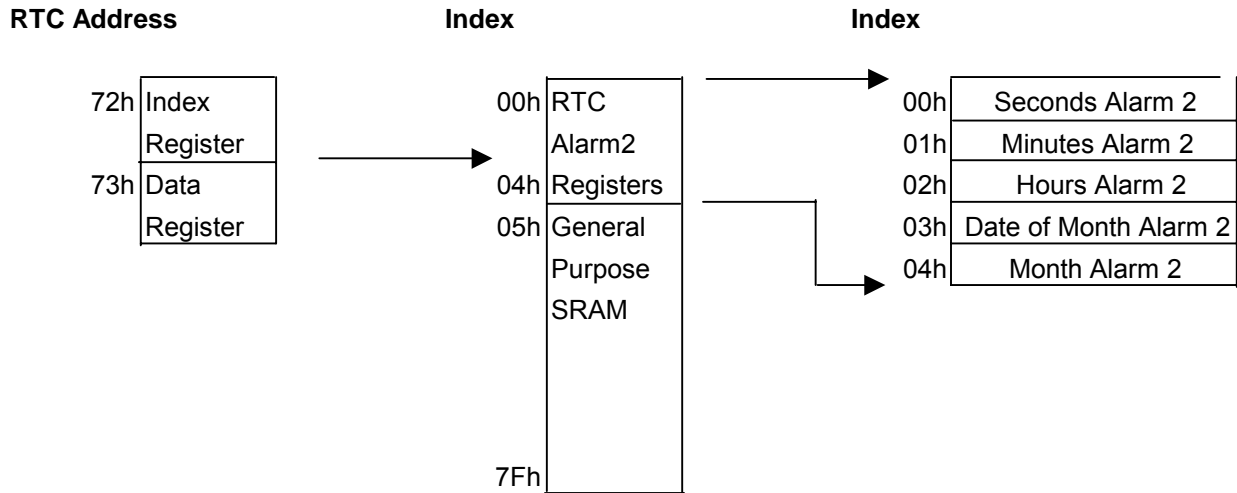 RTC Address Index Index
72h Index 00h RTC 00h Seconds Alarm 2
Register Alarm2 01h Minutes Alarm 2
73h Data 04h Registers 02h Hours Alarm 2
Register 05h General 03h Date of Month Alarm 2
Purpose 04h Month Alarm 2
SRAM
7Fh